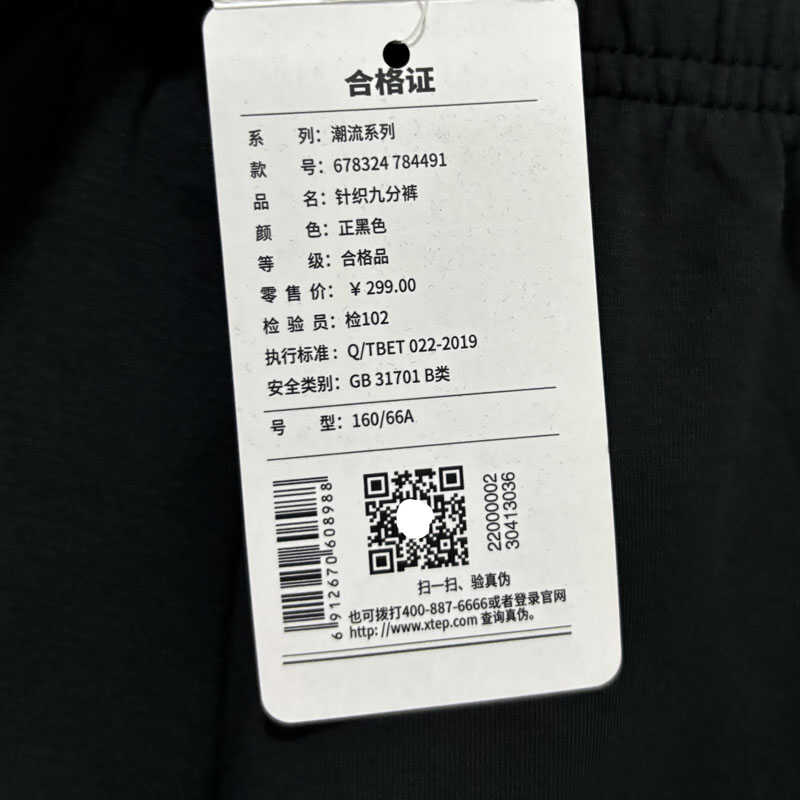 合格证
系列：潮流系列
款号：678324 784491
品名：针织九分裤
颜色：正黑色
等级：合格品
零售价：￥299.00
检验员：检102
执行标准：Q/TBET 022-2019
安全类别：GB 31701 B类
号型：160/66A
6912670608988
22000002
30413036
扫一扫、验真伪
也可拨打400-887-6666或者登录官网
http://www.xtep.com 查询真伪。